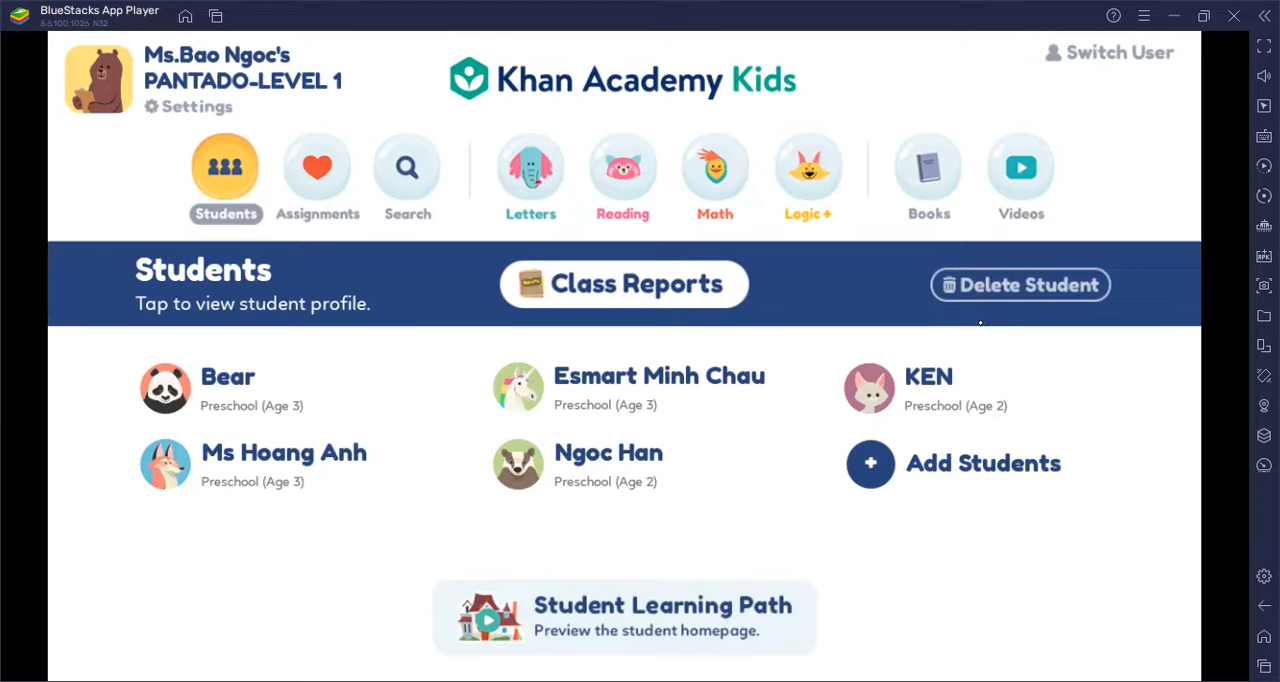 BlueStacks App Player
5.6.100.1026 N32
Ms.Bao Ngoc's
PANTADO-LEVEL 1
Settings
Khan Academy Kids
Switch User
Students
Assignments
Search
Letters
Reading
Math
Logic+
Books
Videos
Students
Tap to view student profile.
Class Reports
Delete Student
Bear
Preschool (Age 3)
Esmart Minh Chau
Preschool (Age 3)
KEN
Preschool (Age 2)
Ms Hoang Anh
Preschool (Age 3)
Ngoc Han
Preschool (Age 2)
Add Students
Student Learning Path
Preview the student homepage.